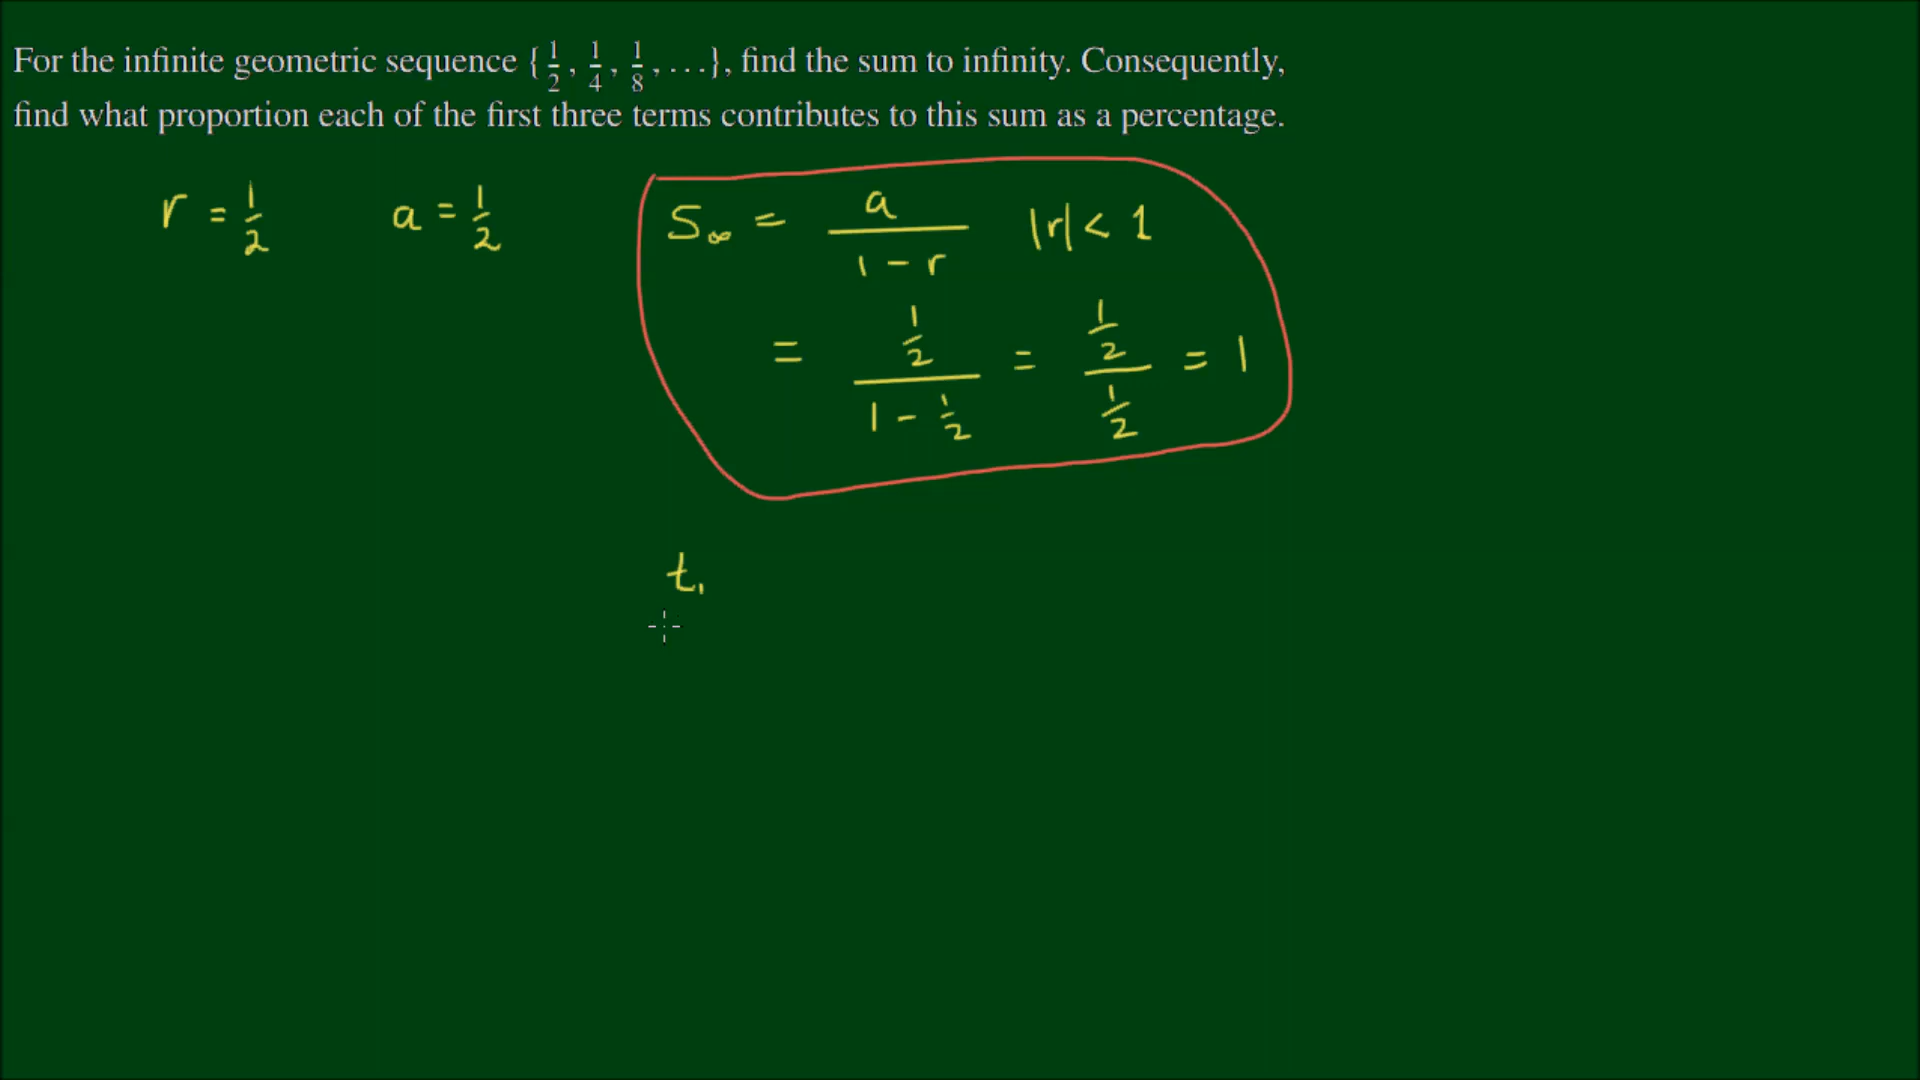 For the infinite geometric sequence {1/2, 1/4, 1/8, ...}, find the sum to infinity. Consequently,
find what proportion each of the first three terms contributes to this sum as a percentage.
r = 1/2 a = 1/2 S∞ = a/(1 - r) |r| < 1
= (1/2)/(1 - 1/2) = (1/2)/(1/2) = 1
t₁